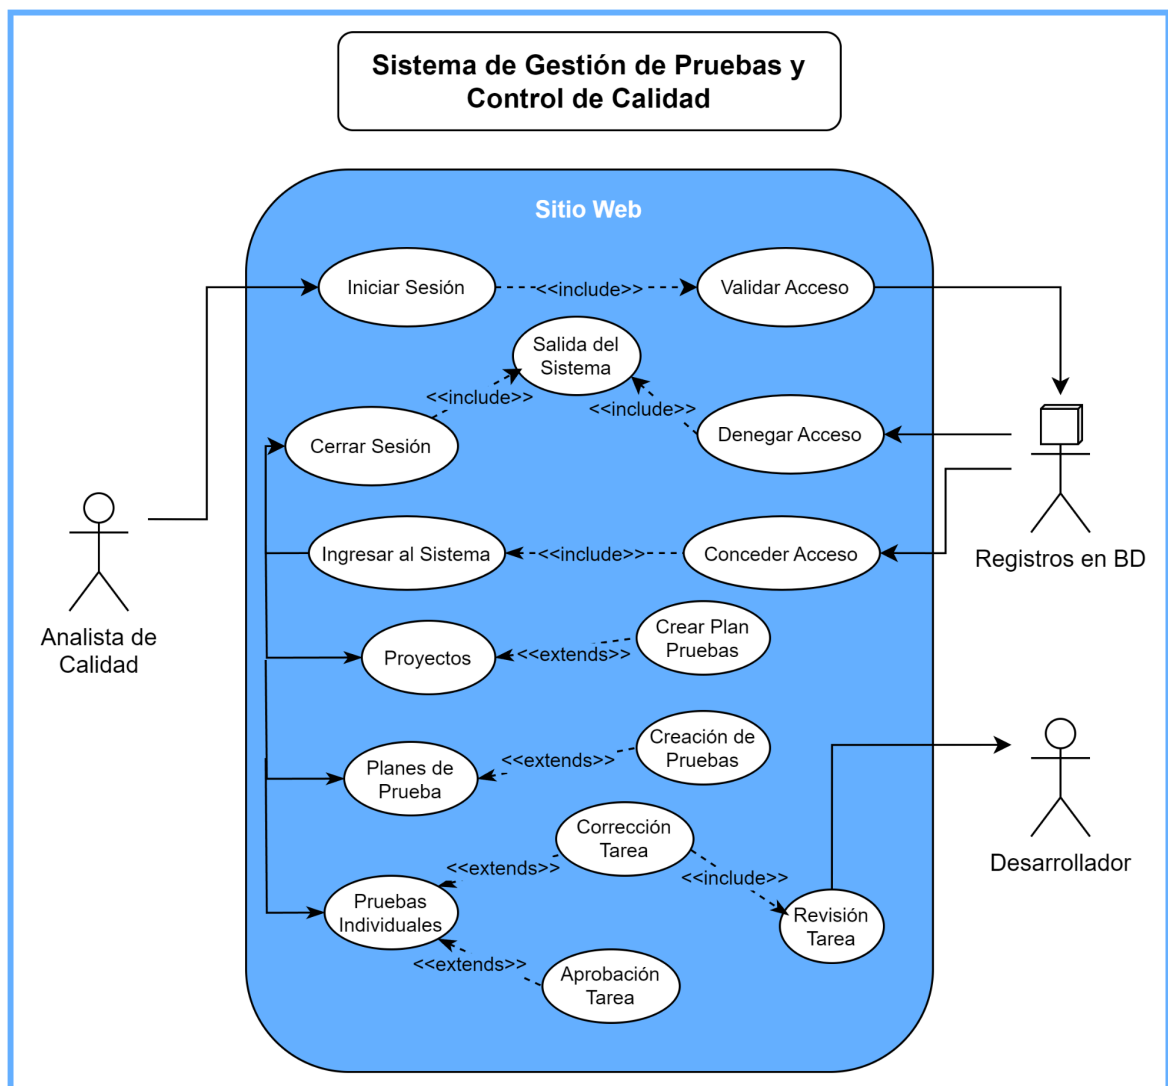 Sistema de Gestión de Pruebas y
Control de Calidad
Sitio Web
Iniciar Sesión
<<include>>
Validar Acceso
Salida del
Sistema
<<include>>
<<include>>
Cerrar Sesión
Denegar Acceso
Ingresar al Sistema
<<include>>
Conceder Acceso
Registros en BD
Analista de
Calidad
Proyectos
<<extends>>
Crear Plan
Pruebas
Planes de
Prueba
<<extends>>
Creación de
Pruebas
Corrección
Tarea
<<extends>>
<<include>>
Desarrollador
Pruebas
Individuales
Revisión
Tarea
<<extends>>
Aprobación
Tarea